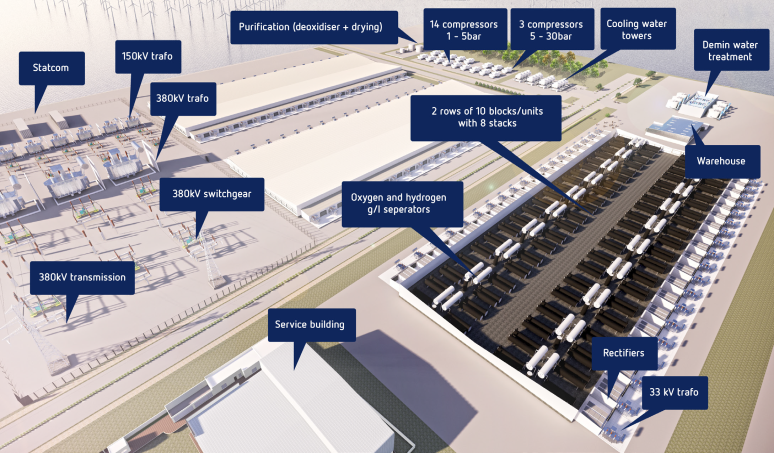 Purification (deoxidiser + drying)
14 compressors
1 - 5bar
3 compressors
5 - 30bar
Cooling water
towers
Demin water
treatment
Statcom
150kV trafo
380kV trafo
2 rows of 10 blocks/units
with 8 stacks
Warehouse
380kV switchgear
Oxygen and hydrogen
g/l seperators
380kV transmission
Service building
Rectifiers
33 kV trafo